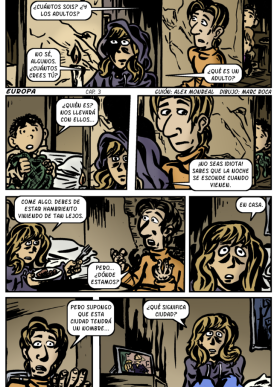 ¿CUÁNTOS SOIS? ¿Y
LOS ADULTOS?
NO SÉ,
ALGUNOS.
¿CUÁNTOS
CREES TÚ?
¿QUÉ ES UN
ADULTO?
EUROPA
CAP. 3
GUIÓN: ALEX MONREAL DIBUJO: MARC ROCA
¿QUIÉN ES?
NOS LLEVARÁ
CON ELLOS...
¡NO SEAS IDIOTA!
SABES QUE LA NOCHE
SE ESCONDE CUANDO
VIENEN.
COME ALGO. DEBES DE
ESTAR HAMBRIENTO
VINIENDO DE TAN LEJOS.
PERO...
¿DÓNDE
ESTAMOS?
EN CASA.
PERO SUPONGO
QUE ESTA
CIUDAD TENDRÁ
UN NOMBRE...
¿QUÉ SIGNIFICA
CIUDAD?